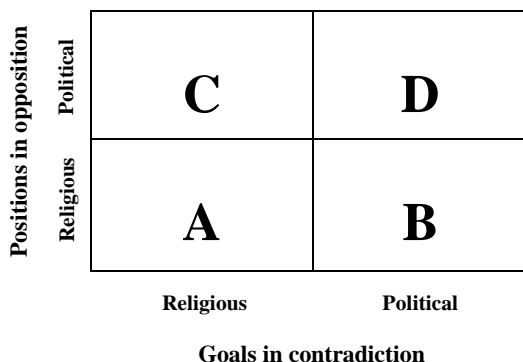 Positions in opposition
Political
C
D
Religious
A
B
Religious
Political
Goals in contradiction